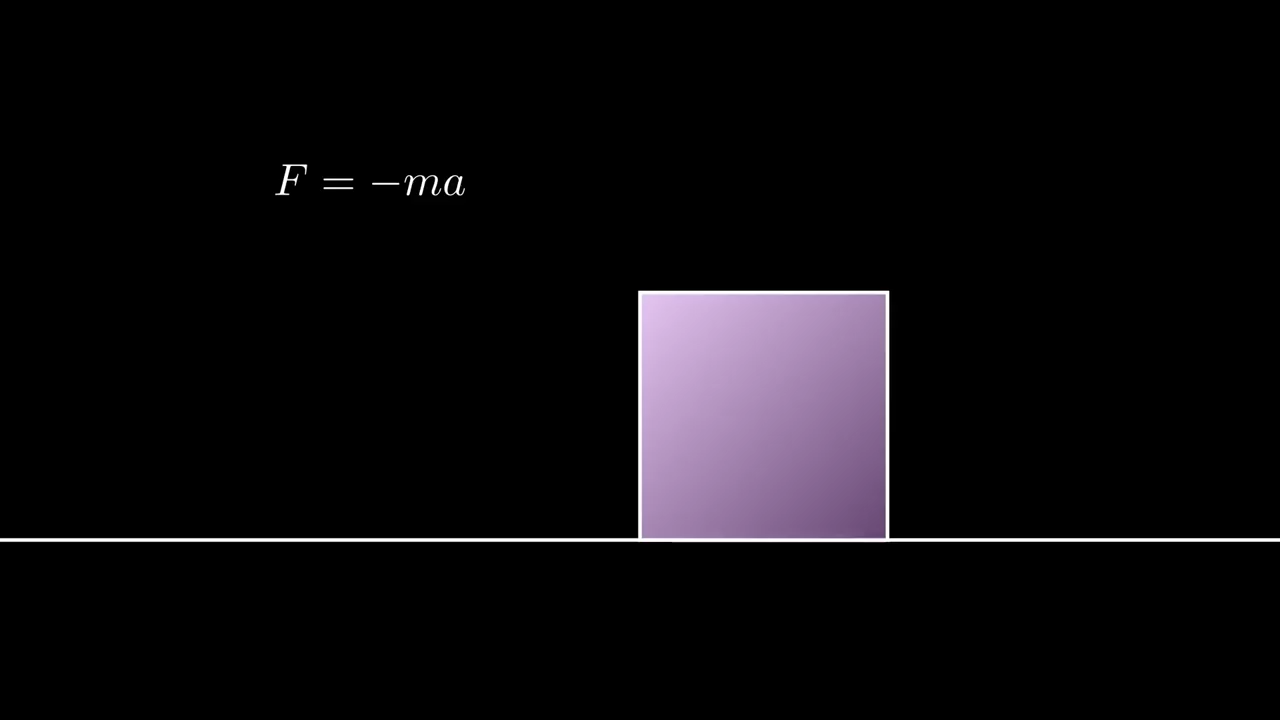 F = −ma